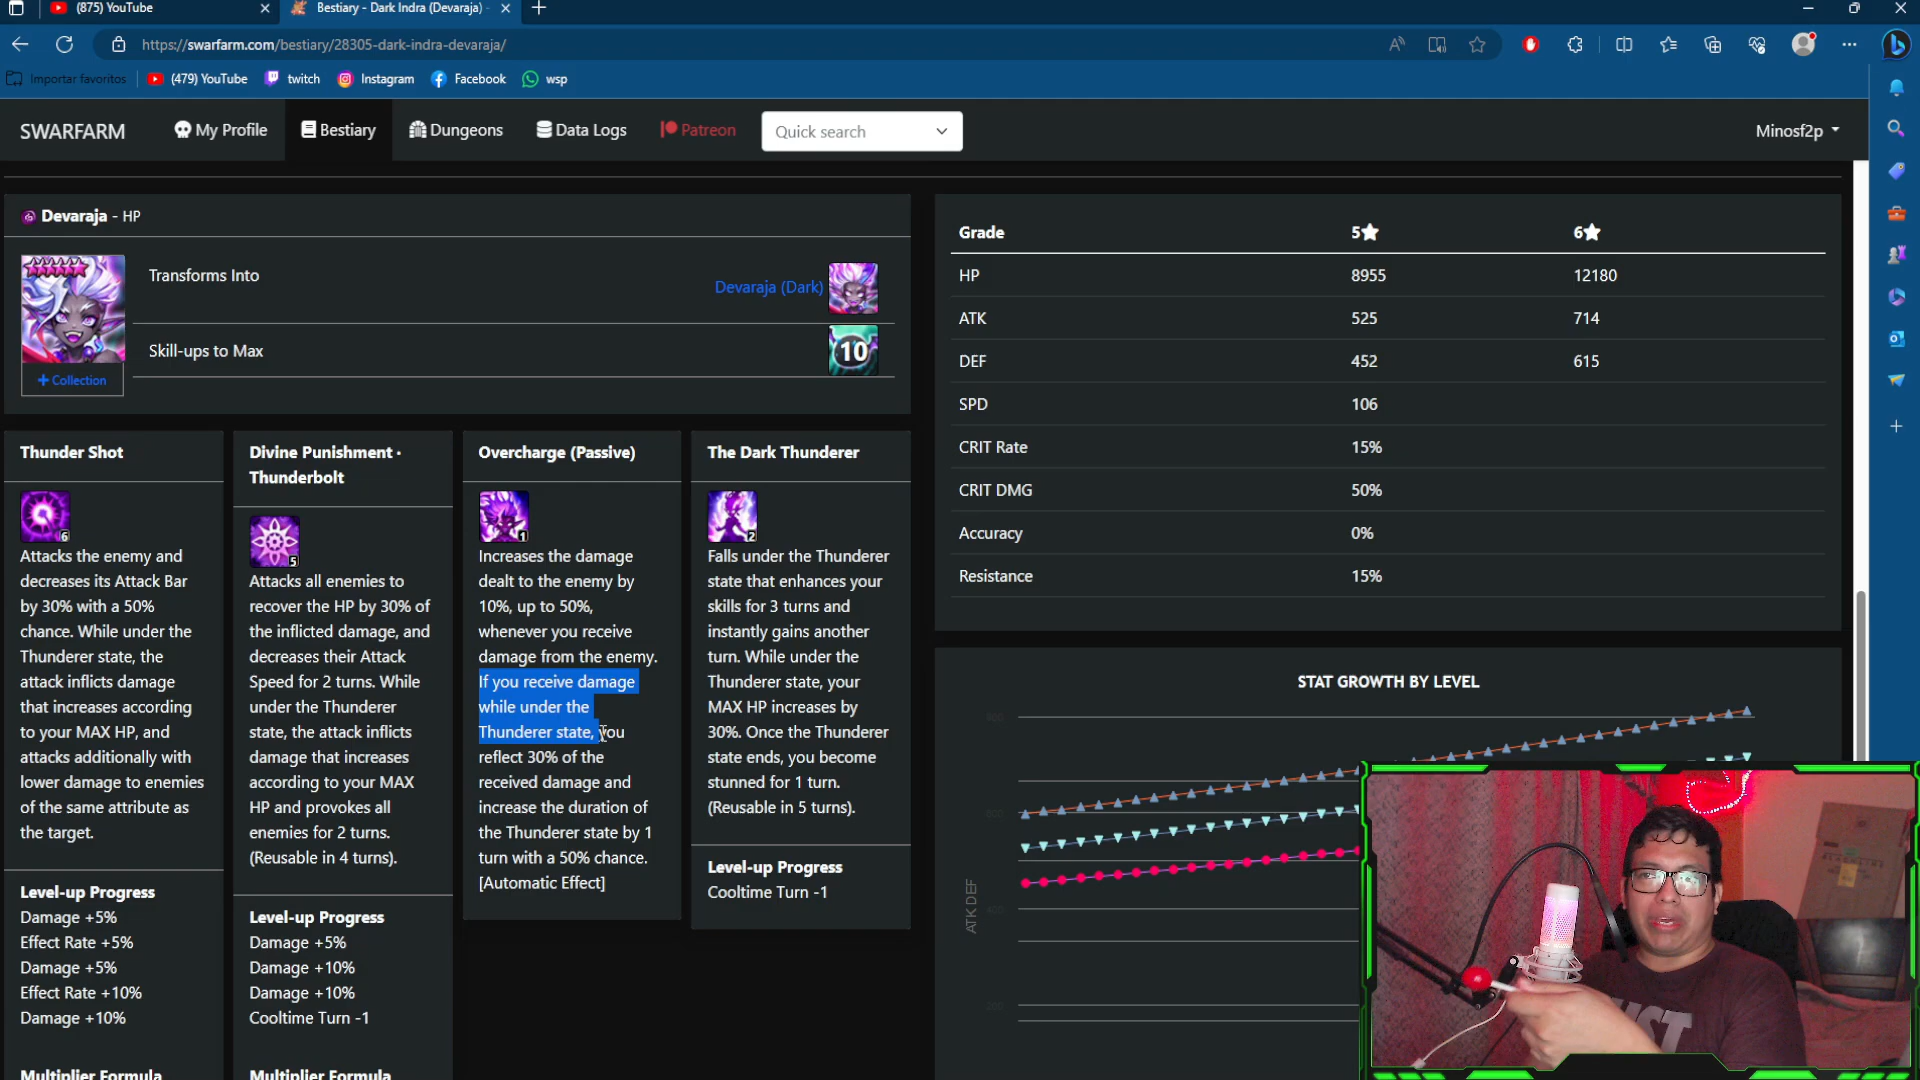 (875) YouTube
Bestiary - Dark Indra (Devaraja)
https://swarfarm.com/bestiary/28305-dark-indra-devaraja/
Importar favoritos
(479) YouTube
twitch
Instagram
Facebook
wsp
SWARFARM
My Profile
Bestiary
Dungeons
Data Logs
Patreon
Quick search
Minosf2p
Devaraja - HP
Transforms Into
Devaraja (Dark)
Skill-ups to Max
10
+ Collection
Thunder Shot
6
Attacks the enemy and
decreases its Attack Bar
by 30% with a 50%
chance. While under the
Thunderer state, the
attack inflicts damage
that increases according
to your MAX HP, and
attacks additionally with
lower damage to enemies
of the same attribute as
the target.
Level-up Progress
Damage +5%
Effect Rate +5%
Damage +5%
Effect Rate +10%
Damage +10%
Multiplier Formula
Divine Punishment ·
Thunderbolt
5
Attacks all enemies to
recover the HP by 30% of
the inflicted damage, and
decreases their Attack
Speed for 2 turns. While
under the Thunderer
state, the attack inflicts
damage that increases
according to your MAX
HP and provokes all
enemies for 2 turns.
(Reusable in 4 turns).
Level-up Progress
Damage +5%
Damage +10%
Damage +10%
Cooltime Turn -1
Multiplier Formula
Overcharge (Passive)
1
Increases the damage
dealt to the enemy by
10%, up to 50%,
whenever you receive
damage from the enemy.
If you receive damage
while under the
Thunderer state, you
reflect 30% of the
received damage and
increase the duration of
the Thunderer state by 1
turn with a 50% chance.
[Automatic Effect]
The Dark Thunderer
2
Falls under the Thunderer
state that enhances your
skills for 3 turns and
instantly gains another
turn. While under the
Thunderer state, your
MAX HP increases by
30%. Once the Thunderer
state ends, you become
stunned for 1 turn.
(Reusable in 5 turns).
Level-up Progress
Cooltime Turn -1
Grade 5★ 6★
HP 8955 12180
ATK 525 714
DEF 452 615
SPD 106
CRIT Rate 15%
CRIT DMG 50%
Accuracy 0%
Resistance 15%
STAT GROWTH BY LEVEL
ATK DEF